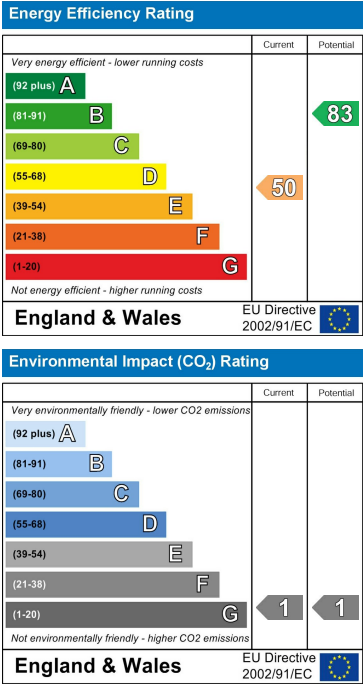 Energy Efficiency Rating
Current Potential
Very energy efficient - lower running costs
(92 plus) A
(81-91) B
83
(69-80) C
(55-68) D
50
(39-54) E
(21-38) F
(1-20) G
Not energy efficient - higher running costs
England & Wales
EU Directive
2002/91/EC
Environmental Impact (CO₂) Rating
Current Potential
Very environmentally friendly - lower CO2 emissions
(92 plus) A
(81-91) B
(69-80) C
(55-68) D
(39-54) E
(21-38) F
(1-20) G
1 1
Not environmentally friendly - higher CO2 emissions
England & Wales
EU Directive
2002/91/EC